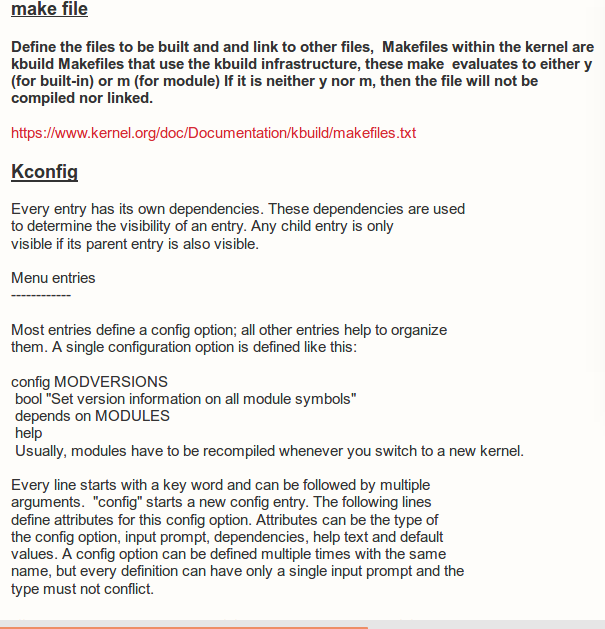 make file
Define the files to be built and and link to other files,  Makefiles within the kernel are
kbuild Makefiles that use the kbuild infrastructure, these make  evaluates to either y
(for built-in) or m (for module) If it is neither y nor m, then the file will not be
compiled nor linked.
https://www.kernel.org/doc/Documentation/kbuild/makefiles.txt
Kconfig
Every entry has its own dependencies. These dependencies are used
to determine the visibility of an entry. Any child entry is only
visible if its parent entry is also visible.
Menu entries
------------
Most entries define a config option; all other entries help to organize
them. A single configuration option is defined like this:
config MODVERSIONS
 bool "Set version information on all module symbols"
 depends on MODULES
 help
 Usually, modules have to be recompiled whenever you switch to a new kernel.
Every line starts with a key word and can be followed by multiple
arguments.  "config" starts a new config entry. The following lines
define attributes for this config option. Attributes can be the type of
the config option, input prompt, dependencies, help text and default
values. A config option can be defined multiple times with the same
name, but every definition can have only a single input prompt and the
type must not conflict.